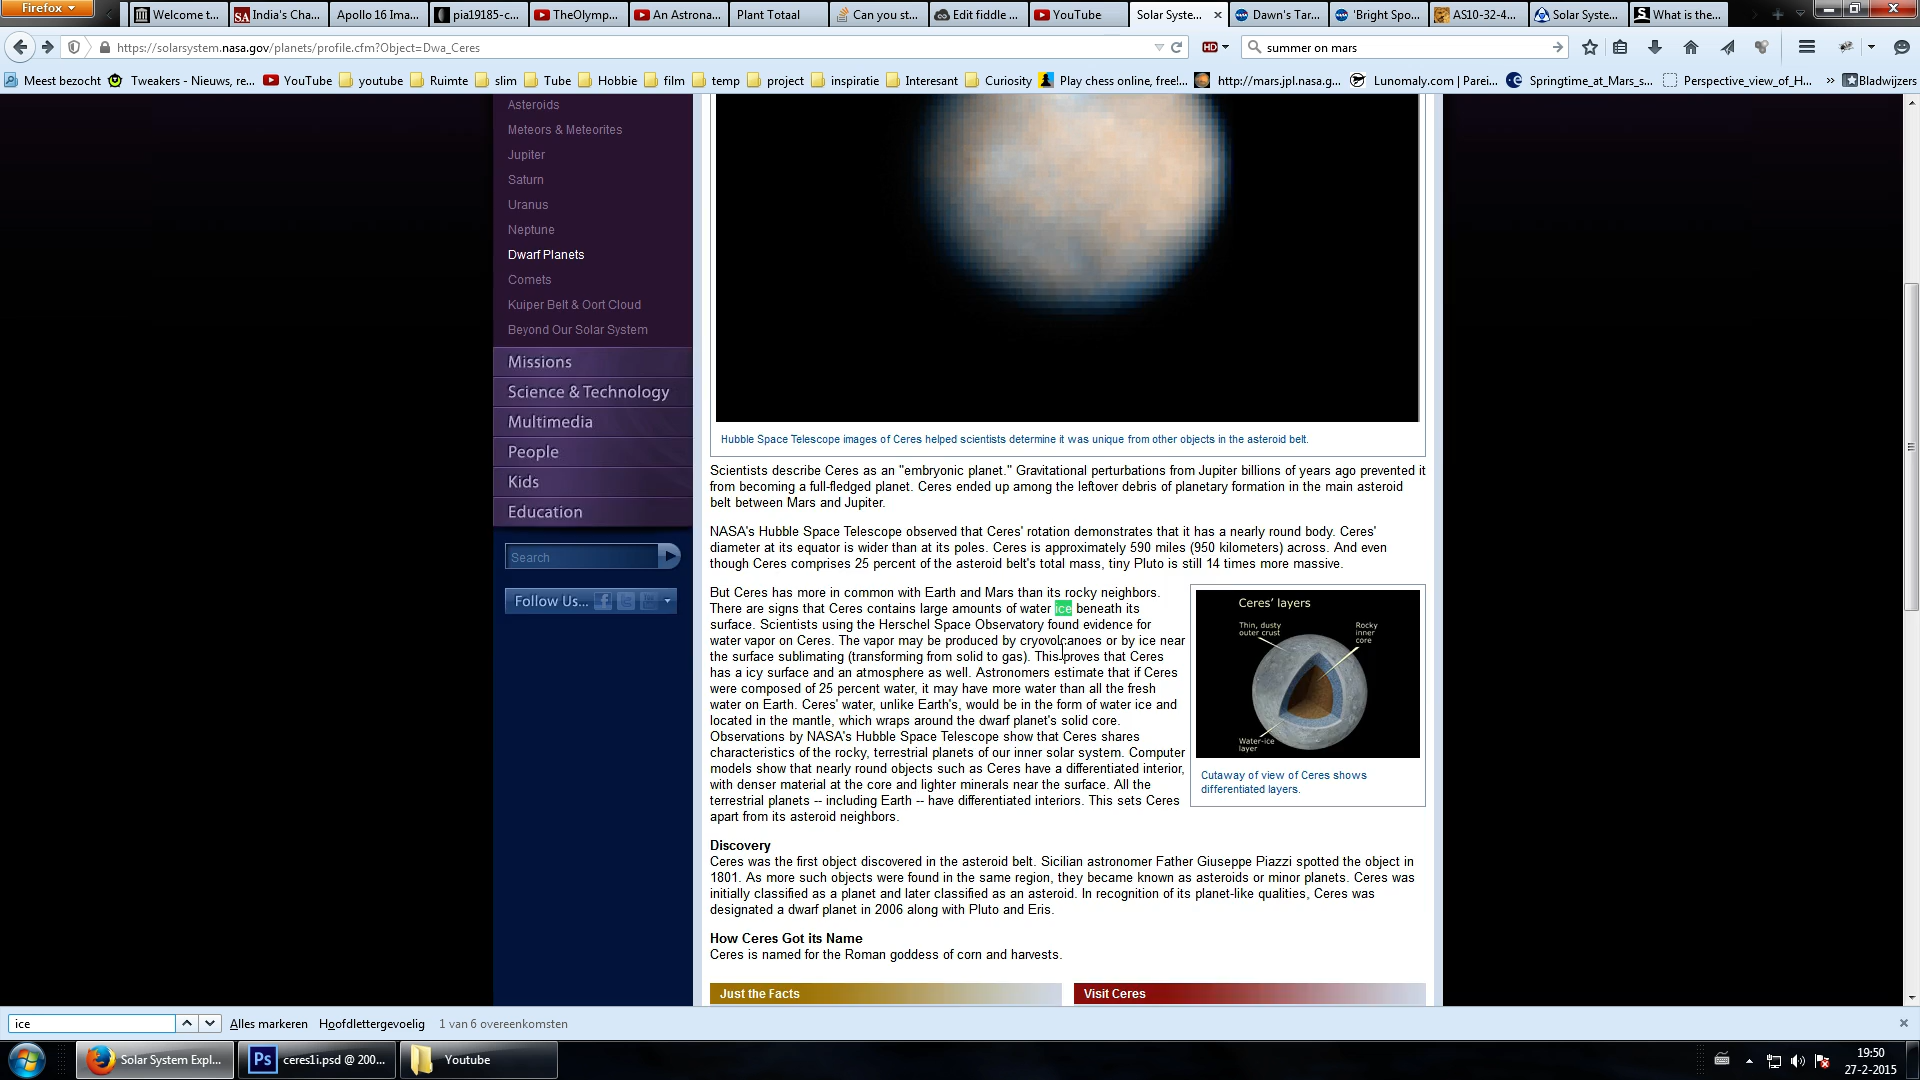 Firefox
Welcome t...
India's Cha...
Apollo 16 Ima...
pia19185-c...
TheOlymp...
An Astrona...
Plant Totaal
Can you st...
Edit fiddle ...
YouTube
Solar Syste...
Dawn's Tar...
'Bright Spo...
AS10-32-4...
Solar Syste...
What is the...
https://solarsystem.nasa.gov/planets/profile.cfm?Object=Dwa_Ceres
HD
summer on mars
Meest bezocht
Tweakers - Nieuws, re...
YouTube
youtube
Ruimte
slim
Tube
Hobbie
film
temp
project
inspiratie
Interesant
Curiosity
Play chess online, free!...
http://mars.jpl.nasa.g...
Lunomaly.com | Parei...
Springtime_at_Mars_s...
Perspective_view_of_H...
Bladwijzers
Asteroids
Meteors & Meteorites
Jupiter
Saturn
Uranus
Neptune
Dwarf Planets
Comets
Kuiper Belt & Oort Cloud
Beyond Our Solar System
Missions
Science & Technology
Multimedia
People
Kids
Education
Search
Follow Us...
Hubble Space Telescope images of Ceres helped scientists determine it was unique from other objects in the asteroid belt.
Scientists describe Ceres as an "embryonic planet." Gravitational perturbations from Jupiter billions of years ago prevented it
from becoming a full-fledged planet. Ceres ended up among the leftover debris of planetary formation in the main asteroid
belt between Mars and Jupiter.
NASA's Hubble Space Telescope observed that Ceres' rotation demonstrates that it has a nearly round body. Ceres'
diameter at its equator is wider than at its poles. Ceres is approximately 590 miles (950 kilometers) across. And even
though Ceres comprises 25 percent of the asteroid belt's total mass, tiny Pluto is still 14 times more massive.
But Ceres has more in common with Earth and Mars than its rocky neighbors.
There are signs that Ceres contains large amounts of water ice beneath its
surface. Scientists using the Herschel Space Observatory found evidence for
water vapor on Ceres. The vapor may be produced by cryovolcanoes or by ice near
the surface sublimating (transforming from solid to gas). This proves that Ceres
has a icy surface and an atmosphere as well. Astronomers estimate that if Ceres
were composed of 25 percent water, it may have more water than all the fresh
water on Earth. Ceres' water, unlike Earth's, would be in the form of water ice and
located in the mantle, which wraps around the dwarf planet's solid core.
Observations by NASA's Hubble Space Telescope show that Ceres shares
characteristics of the rocky, terrestrial planets of our inner solar system. Computer
models show that nearly round objects such as Ceres have a differentiated interior,
with denser material at the core and lighter minerals near the surface. All the
terrestrial planets -- including Earth -- have differentiated interiors. This sets Ceres
apart from its asteroid neighbors.
Ceres' layers
Thin, dusty
outer crust
Rocky
inner
core
Water-ice
layer
Cutaway of view of Ceres shows
differentiated layers.
Discovery
Ceres was the first object discovered in the asteroid belt. Sicilian astronomer Father Giuseppe Piazzi spotted the object in
1801. As more such objects were found in the same region, they became known as asteroids or minor planets. Ceres was
initially classified as a planet and later classified as an asteroid. In recognition of its planet-like qualities, Ceres was
designated a dwarf planet in 2006 along with Pluto and Eris.
How Ceres Got its Name
Ceres is named for the Roman goddess of corn and harvests.
Just the Facts
Visit Ceres
ice
Alles markeren
Hoofdlettergevoelig
1 van 6 overeenkomsten
Solar System Expl...
Ps
ceres1i.psd @ 200...
Youtube
19:50
27-2-2015